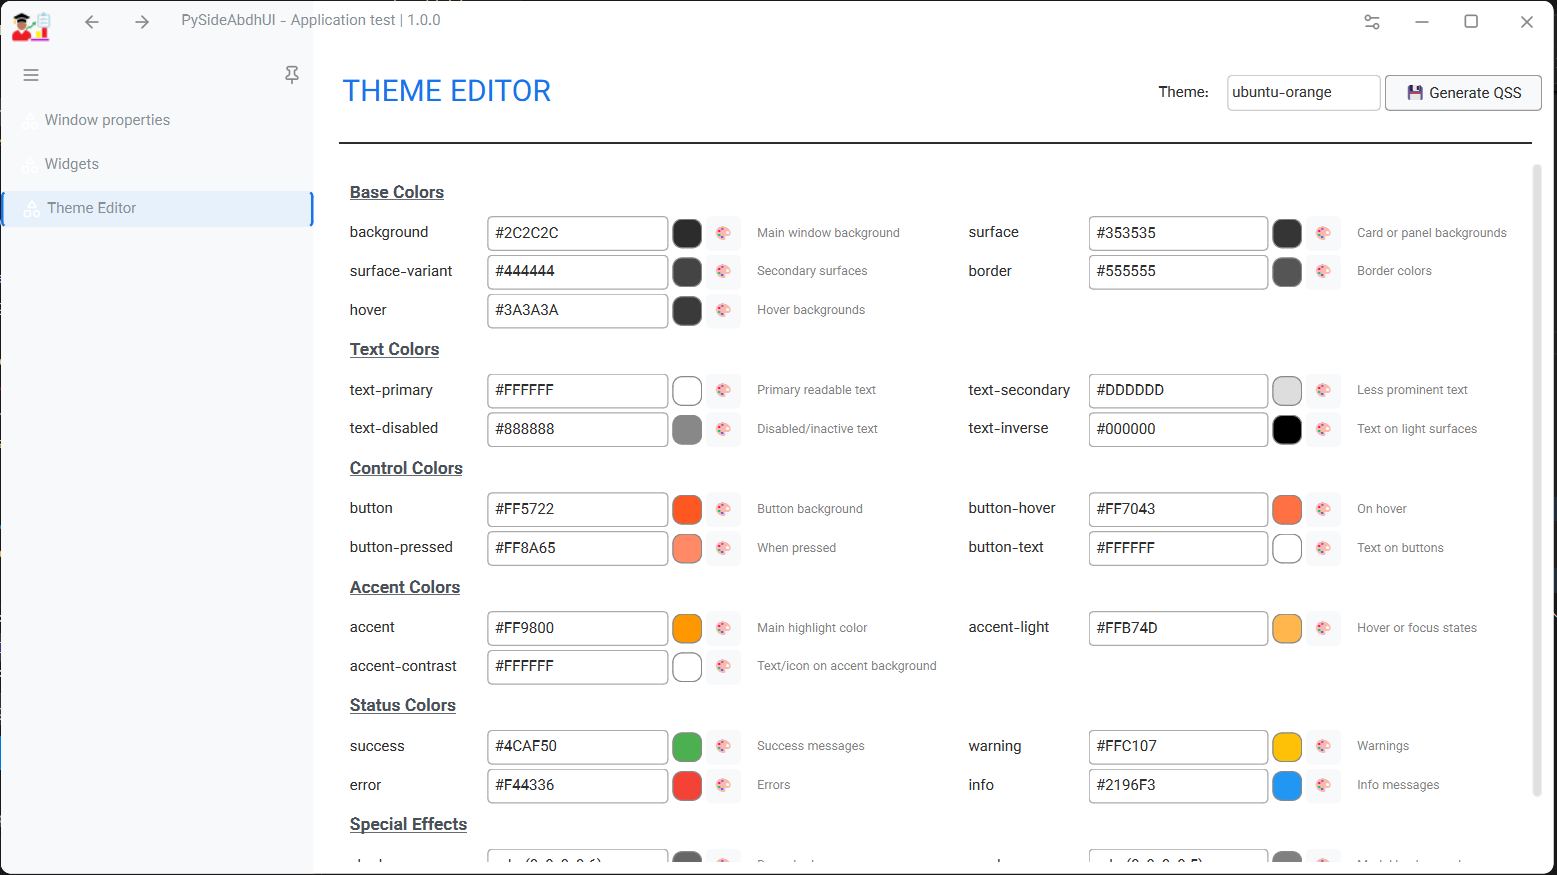 PySideAbdhUI - Application test | 1.0.0
Window properties
Widgets
Theme Editor
THEME EDITOR
Theme: ubuntu-orange Generate QSS
Base Colors
background #2C2C2C Main window background surface #353535 Card or panel backgrounds
surface-variant #444444 Secondary surfaces border #555555 Border colors
hover #3A3A3A Hover backgrounds
Text Colors
text-primary #FFFFFF Primary readable text text-secondary #DDDDDD Less prominent text
text-disabled #888888 Disabled/inactive text text-inverse #000000 Text on light surfaces
Control Colors
button #FF5722 Button background button-hover #FF7043 On hover
button-pressed #FF8A65 When pressed button-text #FFFFFF Text on buttons
Accent Colors
accent #FF9800 Main highlight color accent-light #FFB74D Hover or focus states
accent-contrast #FFFFFF Text/icon on accent background
Status Colors
success #4CAF50 Success messages warning #FFC107 Warnings
error #F44336 Errors info #2196F3 Info messages
Special Effects